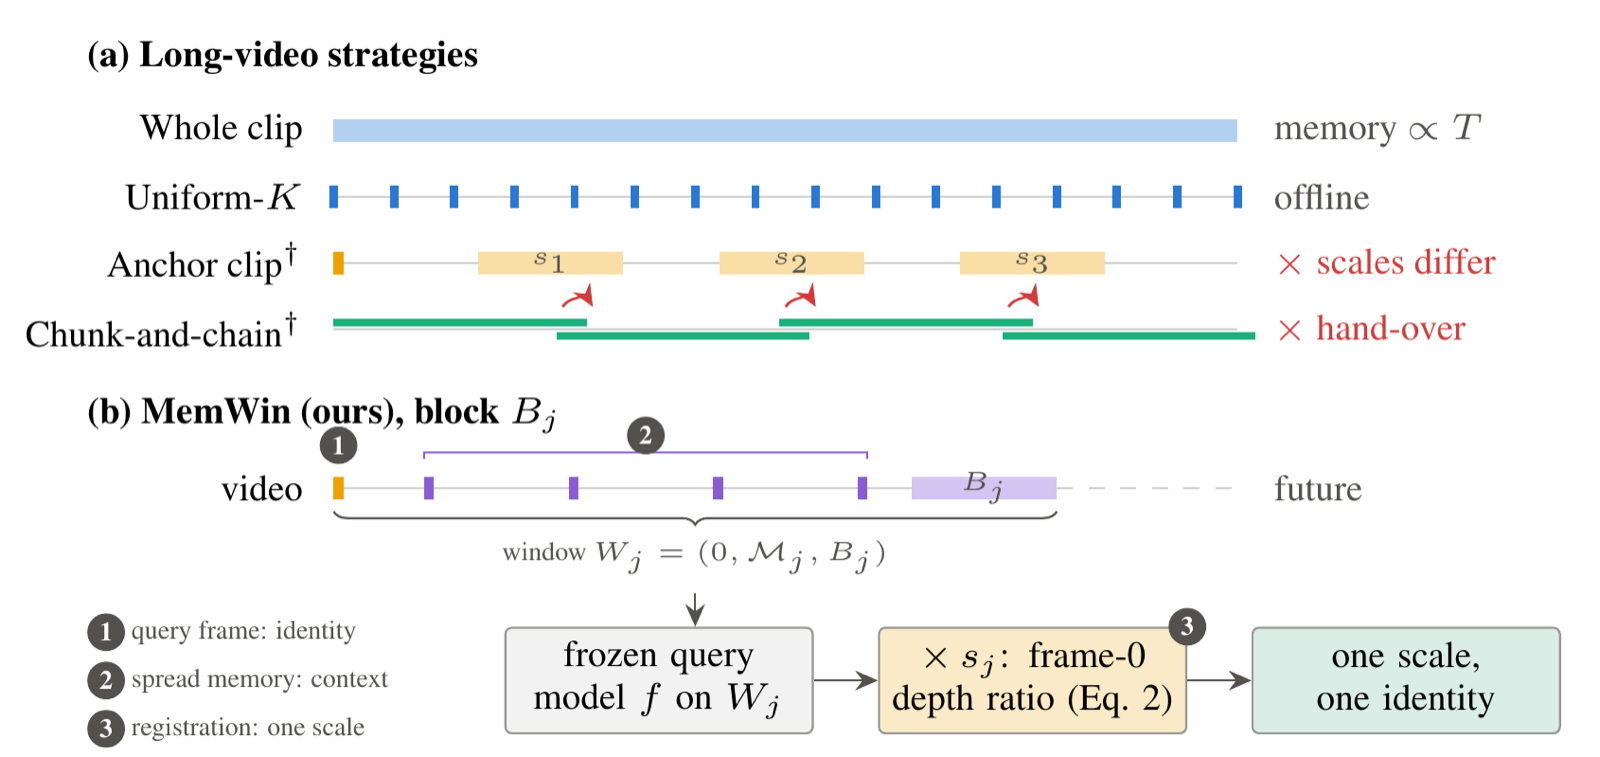 (a) Long-video strategies
Whole clip memory ∝ T
Uniform-K offline
Anchor clip† s₁ s₂ s₃ × scales differ
Chunk-and-chain† × hand-over
(b) MemWin (ours), block Bⱼ
1 2
video Bⱼ future
window Wⱼ = (0, ℳⱼ, Bⱼ)
1 query frame: identity
2 spread memory: context
3 registration: one scale
frozen query
model f on Wⱼ
3
× sⱼ: frame-0
depth ratio (Eq. 2)
one scale,
one identity